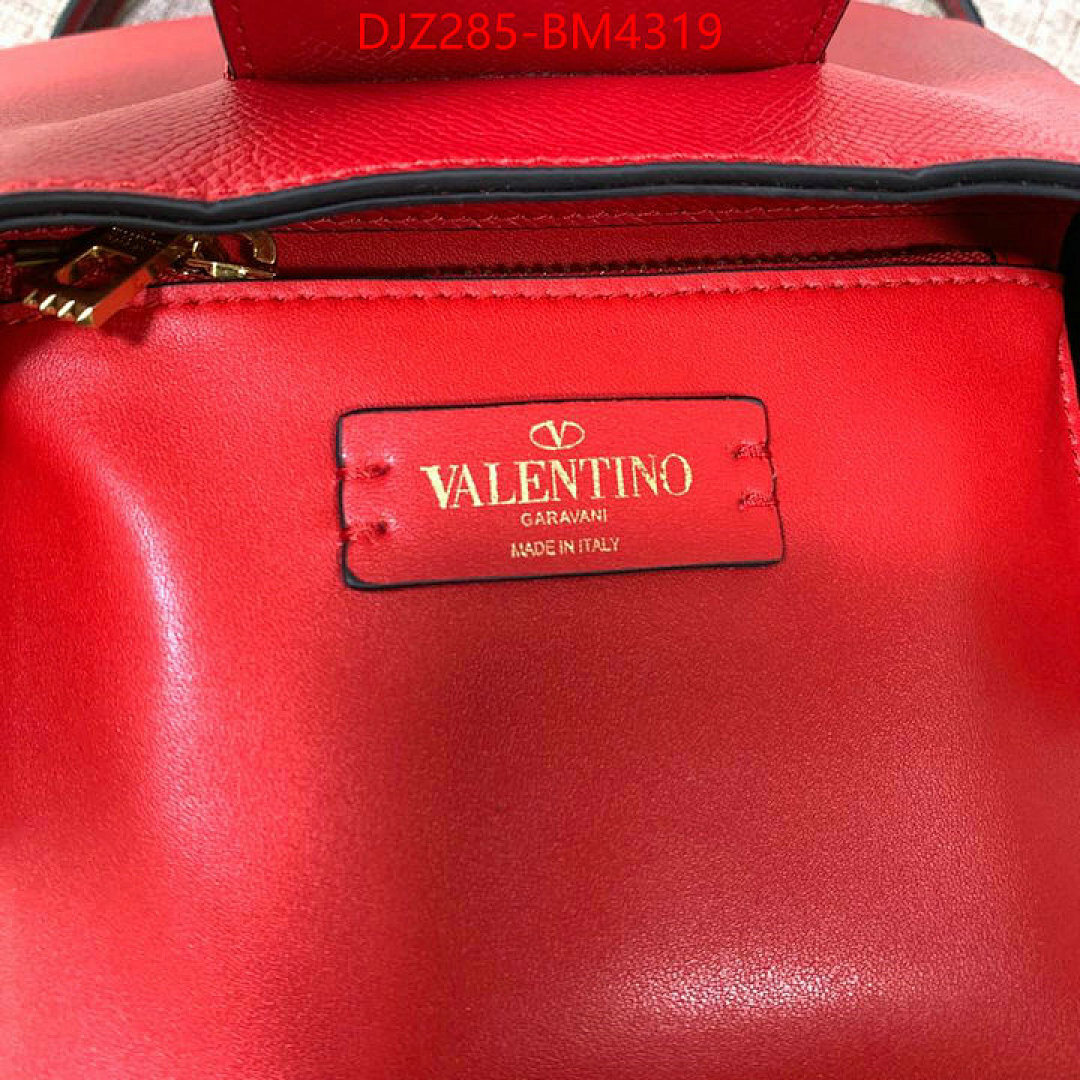 DJZ285-BM4319
V
VALENTINO
GARAVANI
MADE IN ITALY